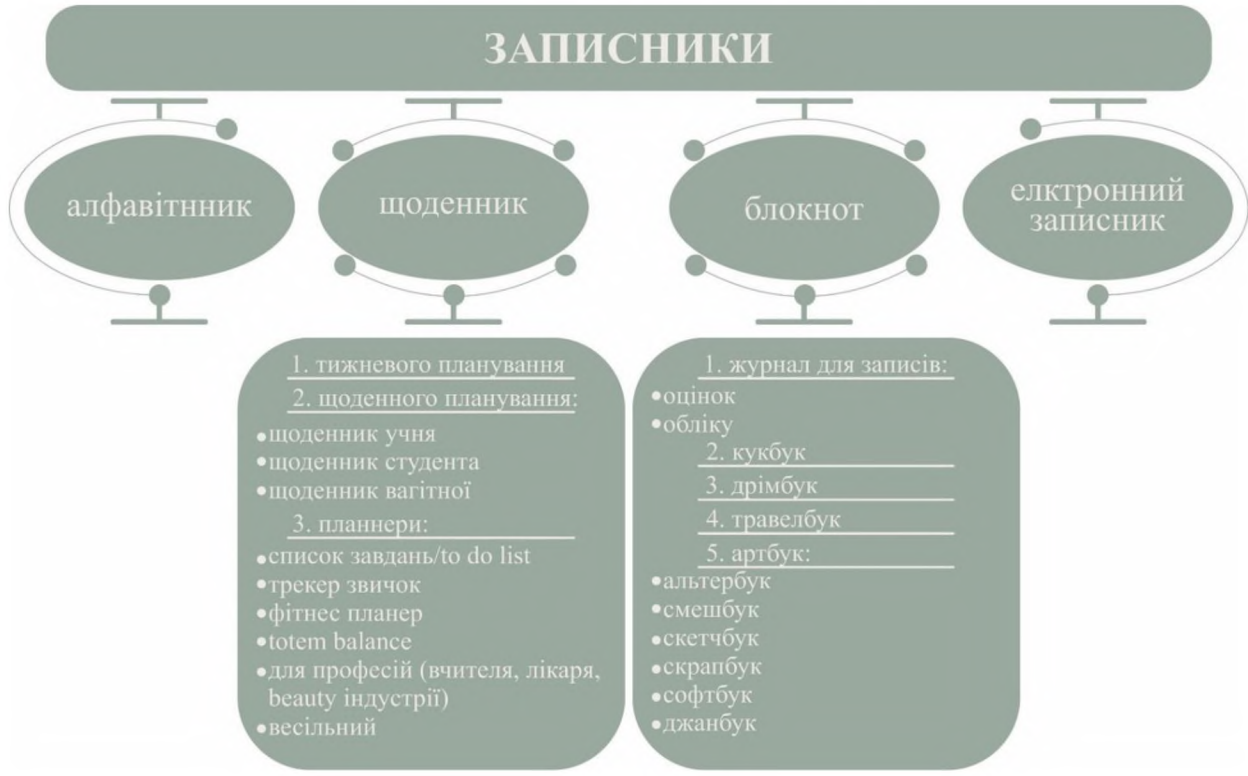 ЗАПИСНИКИ
алфавітнник
щоденник
блокнот
елктронний
записник
1. тижневого планування
2. щоденного планування:
•щоденник учня
•щоденник студента
•щоденник вагітної
3. планнери:
•список завдань/to do list
•трекер звичок
•фітнес планер
•totem balance
•для професій (вчителя, лікаря,
beauty індустрії)
•весільний
1. журнал для записів:
•оцінок
•обліку
2. кукбук
3. дрімбук
4. травелбук
5. артбук:
•альтербук
•смешбук
•скетчбук
•скрапбук
•софтбук
•джанбук